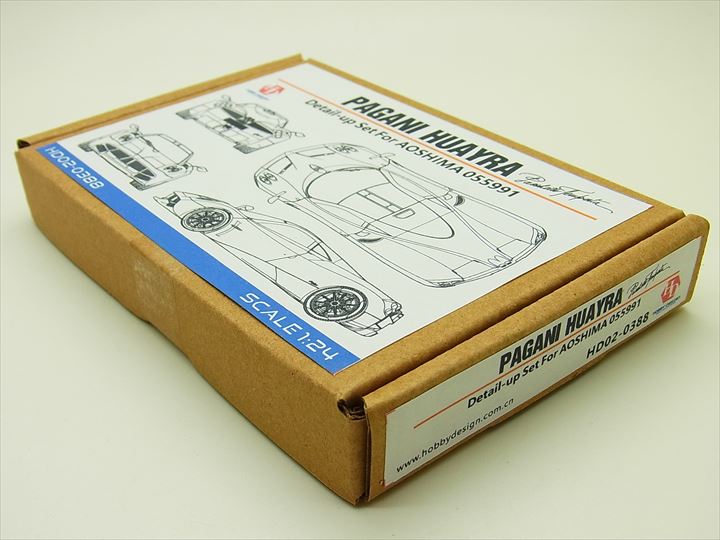 PAGANI HUAYRA
Detail-up Set For AOSHIMA 055991
HD02-0388
SCALE 1:24
PAGANI HUAYRA
Detail-up Set For AOSHIMA 055991
HD02-0388
www.hobbydesign.com.cn